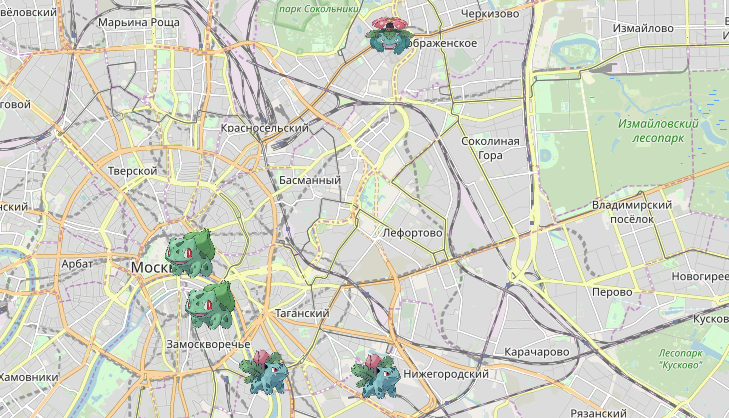 Черкизово
вёловский
Марьина Роща
парк Сокольники
Измайлово
ображенское
говой
Красносельский
Измайловский
лесопарк
Соколиная
Гора
Тверской
Басманный
нский
Владимирский
посёлок
Лефортово
Арбат
Моск
Новогирее
Перово
Таганский
Кусково
Замоскворечье
Карачарово
Лесопарк
"Кусково"
Хамовники
Нижегородский
Рязанский